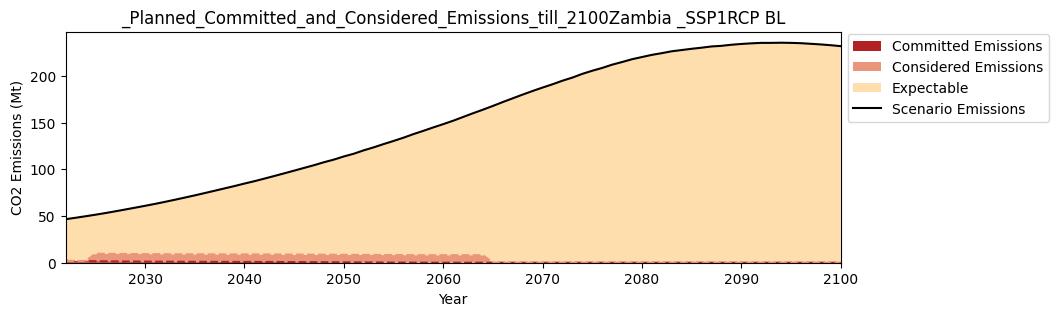 _Planned_Committed_and_Considered_Emissions_till_2100Zambia _SSP1RCP BL
Committed Emissions
Considered Emissions
Expectable
Scenario Emissions
CO2 Emissions (Mt)
200
150
100
50
0
2030 2040 2050 2060 2070 2080 2090 2100
Year